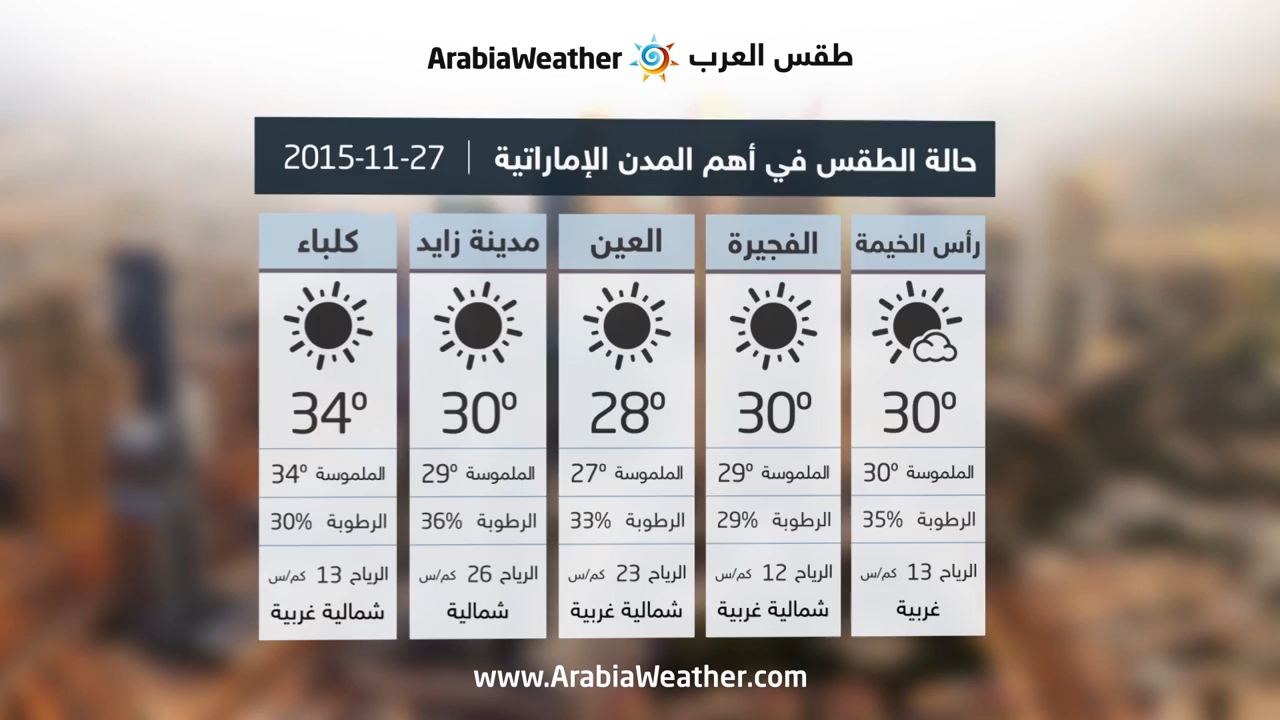 طقس العرب ArabiaWeather
حالة الطقس في أهم المدن الإماراتية | 2015-11-27
رأس الخيمة
30°
الملموسة 30°
الرطوبة 35%
الرياح 13 كم/س
غربية
الفجيرة
30°
الملموسة 29°
الرطوبة 29%
الرياح 12 كم/س
شمالية غربية
العين
28°
الملموسة 27°
الرطوبة 33%
الرياح 23 كم/س
شمالية غربية
مدينة زايد
30°
الملموسة 29°
الرطوبة 36%
الرياح 26 كم/س
شمالية
كلباء
34°
الملموسة 34°
الرطوبة 30%
الرياح 13 كم/س
شمالية غربية
www.ArabiaWeather.com